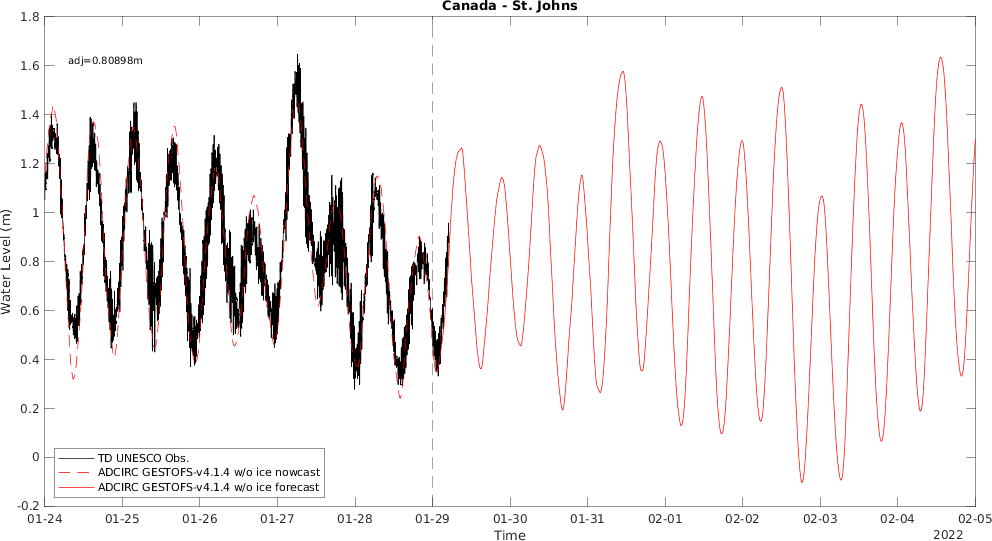 Canada - St. Johns
1.8
1.6
1.4
1.2
1
0.8
0.6
0.4
0.2
0
-0.2
Water Level (m)
adj=0.80898m
TD UNESCO Obs.
ADCIRC GESTOFS-v4.1.4 w/o ice nowcast
ADCIRC GESTOFS-v4.1.4 w/o ice forecast
01-24 01-25 01-26 01-27 01-28 01-29 01-30 01-31 02-01 02-02 02-03 02-04 02-05
Time
2022